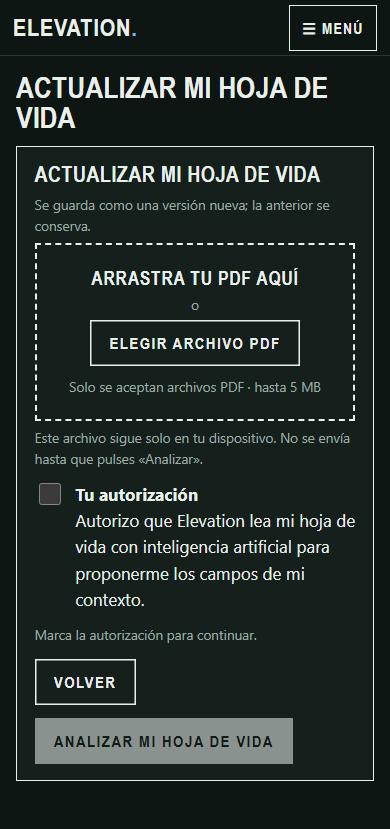 ELEVATION.
☰ MENÚ
ACTUALIZAR MI HOJA DE
VIDA
ACTUALIZAR MI HOJA DE VIDA
Se guarda como una versión nueva; la anterior se
conserva.
ARRASTRA TU PDF AQUÍ
o
ELEGIR ARCHIVO PDF
Solo se aceptan archivos PDF · hasta 5 MB
Este archivo sigue solo en tu dispositivo. No se envía
hasta que pulses «Analizar».
Tu autorización
Autorizo que Elevation lea mi hoja de
vida con inteligencia artificial para
proponerme los campos de mi
contexto.
Marca la autorización para continuar.
VOLVER
ANALIZAR MI HOJA DE VIDA